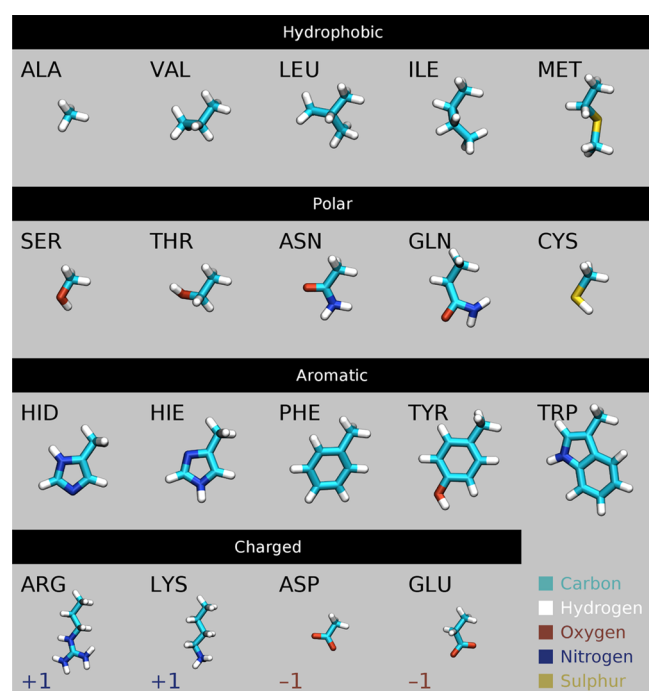 Hydrophobic
ALA VAL LEU ILE MET
Polar
SER THR ASN GLN CYS
Aromatic
HID HIE PHE TYR TRP
Charged
ARG LYS ASP GLU
+1 +1 −1 −1
Carbon
Hydrogen
Oxygen
Nitrogen
Sulphur